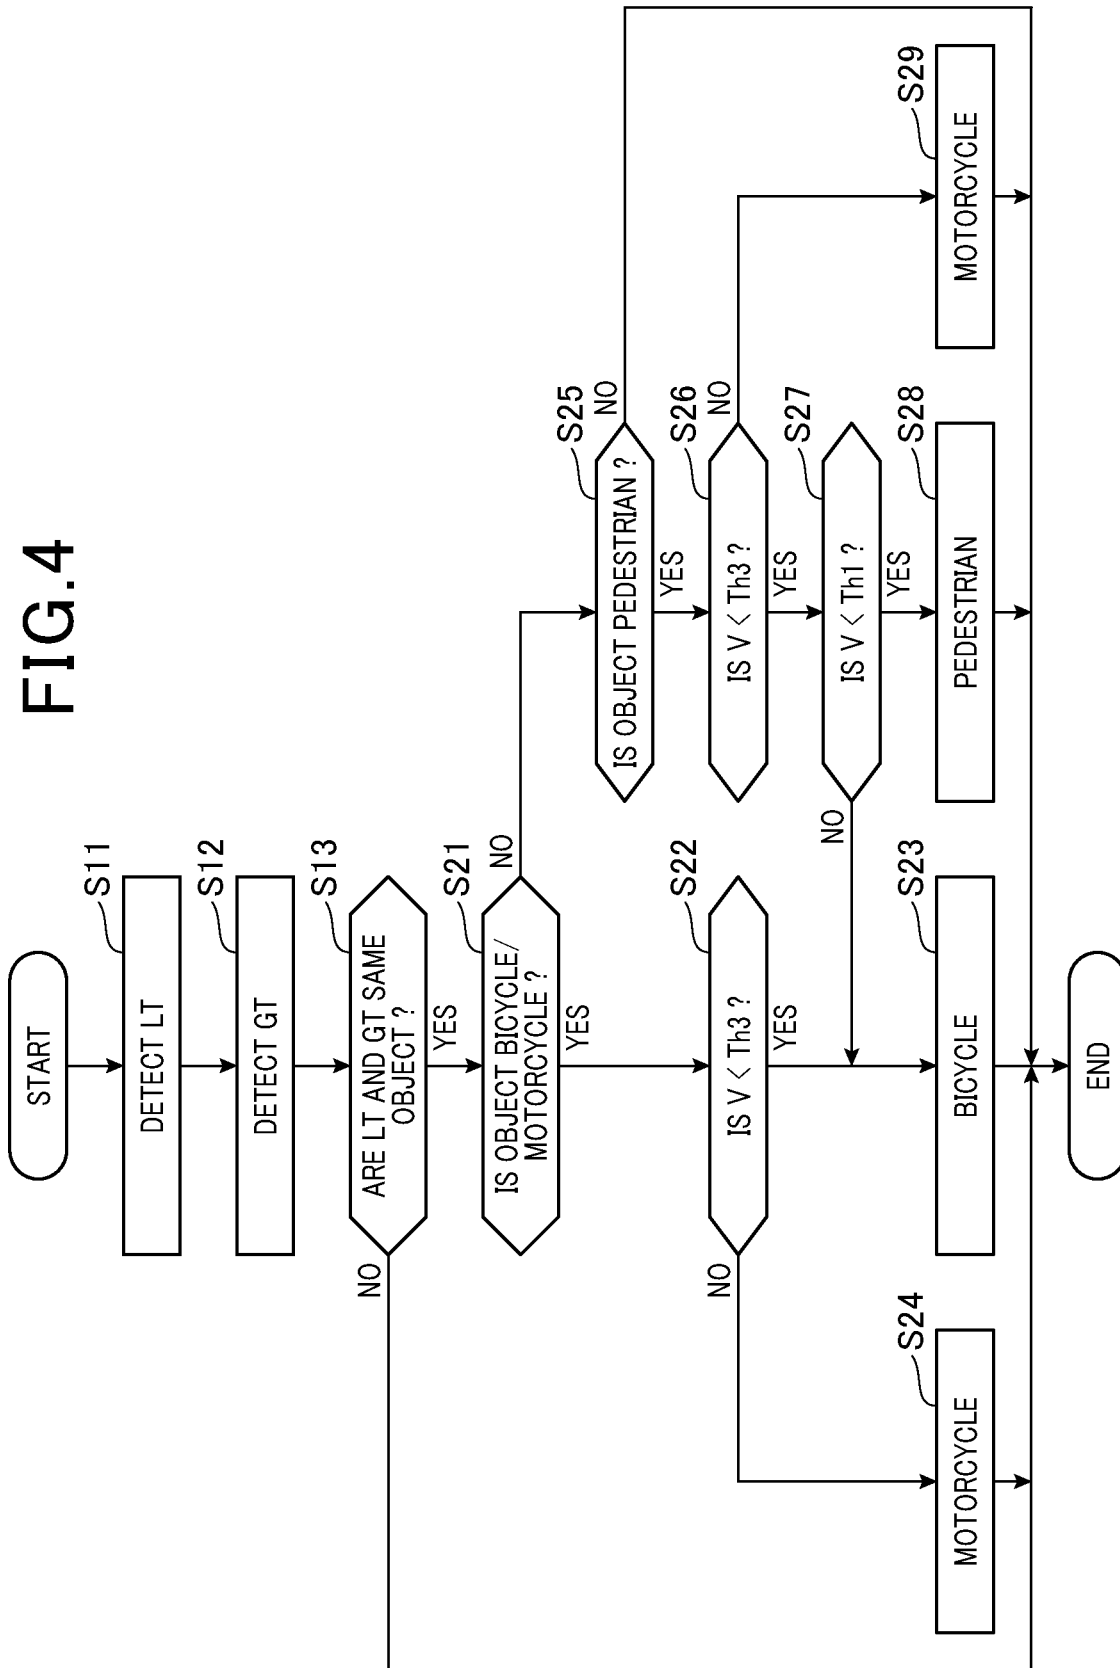 FIG.4
START
S11
DETECT LT
S12
DETECT GT
S13
ARE LT AND GT SAME
OBJECT ?
NO
YES
S21
IS OBJECT BICYCLE/
MOTORCYCLE ?
NO
YES
S25
IS OBJECT PEDESTRIAN ?
NO
YES
S22
IS V < Th3 ?
NO
YES
S26
IS V < Th3 ?
NO
YES
S27
IS V < Th1 ?
NO
YES
S24
MOTORCYCLE
S23
BICYCLE
S28
PEDESTRIAN
S29
MOTORCYCLE
END